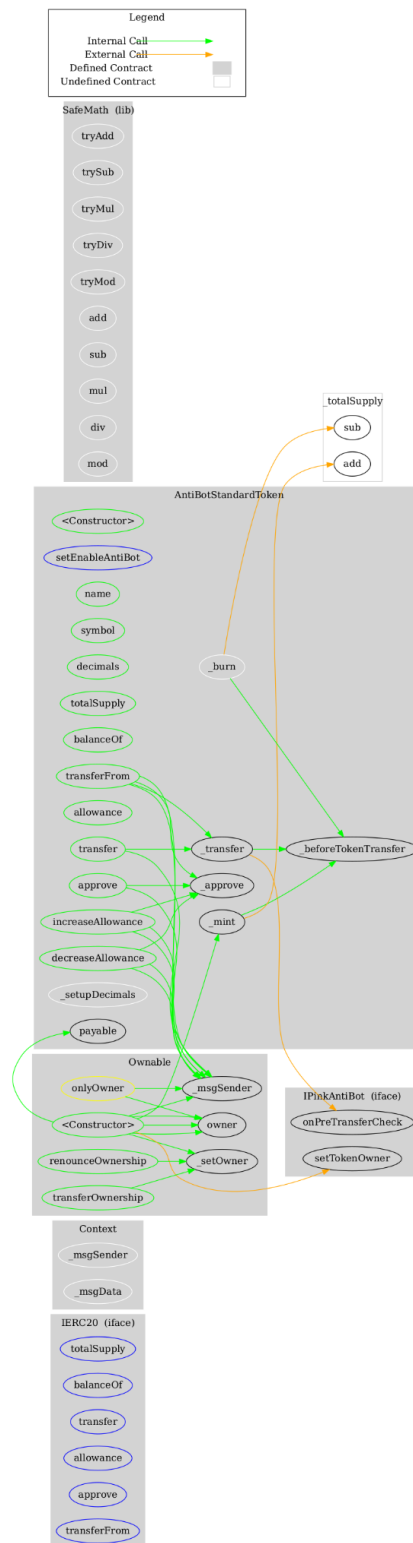 Legend
Internal Call
External Call
Defined Contract
Undefined Contract
SafeMath (lib)
tryAdd
trySub
tryMul
tryDiv
tryMod
add
sub
mul
div
mod
_totalSupply
sub
add
AntiBotStandardToken
<Constructor>
setEnableAntiBot
name
symbol
decimals
totalSupply
balanceOf
transferFrom
allowance
transfer
approve
increaseAllowance
decreaseAllowance
_setupDecimals
payable
_burn
_transfer
_approve
_mint
_beforeTokenTransfer
Ownable
onlyOwner
<Constructor>
renounceOwnership
transferOwnership
_msgSender
owner
_setOwner
IPinkAntiBot (iface)
onPreTransferCheck
setTokenOwner
Context
_msgSender
_msgData
IERC20 (iface)
totalSupply
balanceOf
transfer
allowance
approve
transferFrom